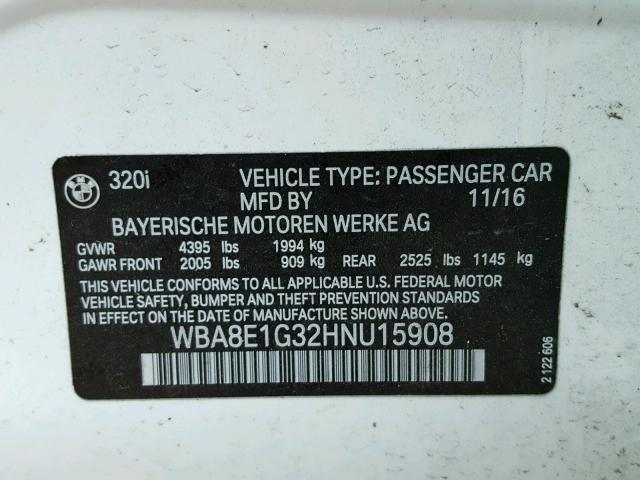 320i VEHICLE TYPE: PASSENGER CAR
MFD BY 11/16
BAYERISCHE MOTOREN WERKE AG
GVWR 4395 lbs 1994 kg
GAWR FRONT 2005 lbs 909 kg REAR 2525 lbs 1145 kg
THIS VEHICLE CONFORMS TO ALL APPLICABLE U.S. FEDERAL MOTOR
VEHICLE SAFETY, BUMPER AND THEFT PREVENTION STANDARDS IN
EFFECT ON THE DATE OF MANUFACTURE SHOWN ABOVE.
WBA8E1G32HNU15908
2 122 606